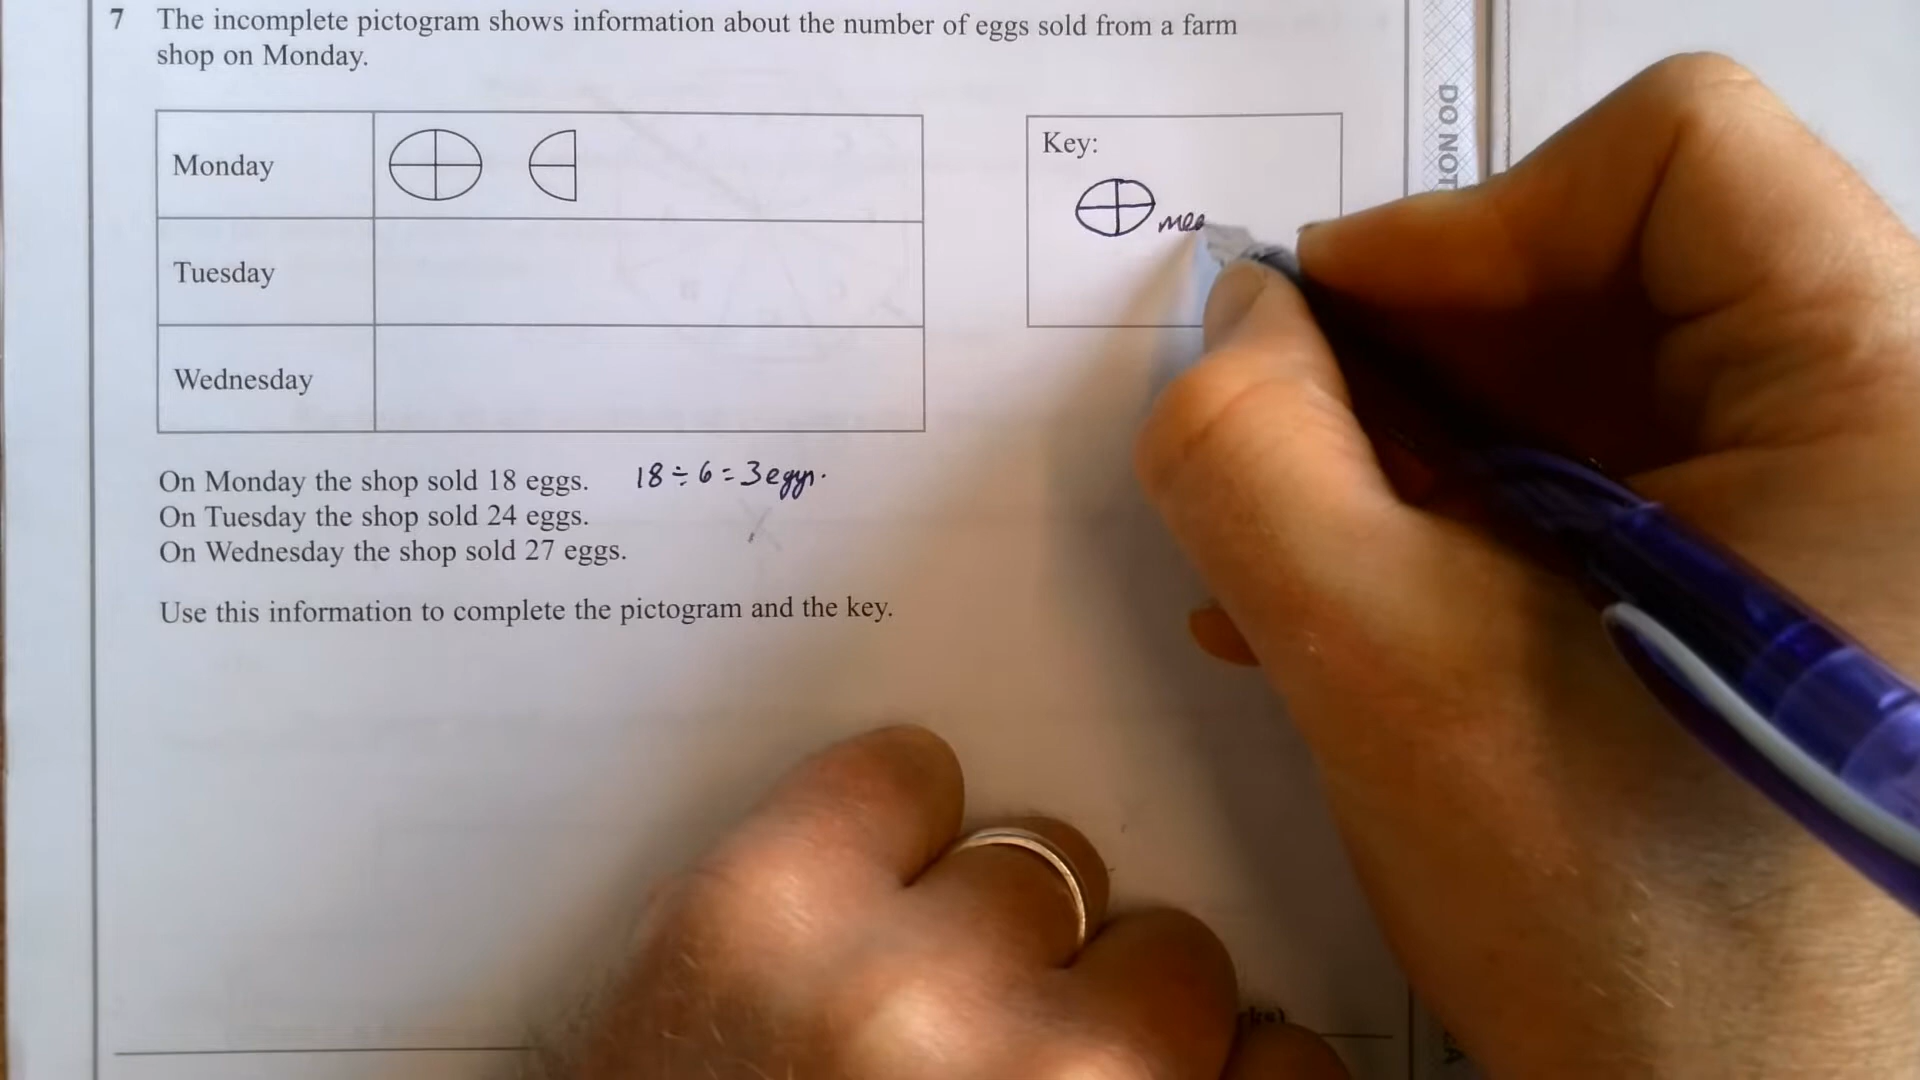 7 The incomplete pictogram shows information about the number of eggs sold from a farm
shop on Monday.
Monday
Tuesday
Wednesday
Key:
mea
DO NOT
On Monday the shop sold 18 eggs. 18 ÷ 6 = 3 eggs.
On Tuesday the shop sold 24 eggs.
On Wednesday the shop sold 27 eggs.
Use this information to complete the pictogram and the key.